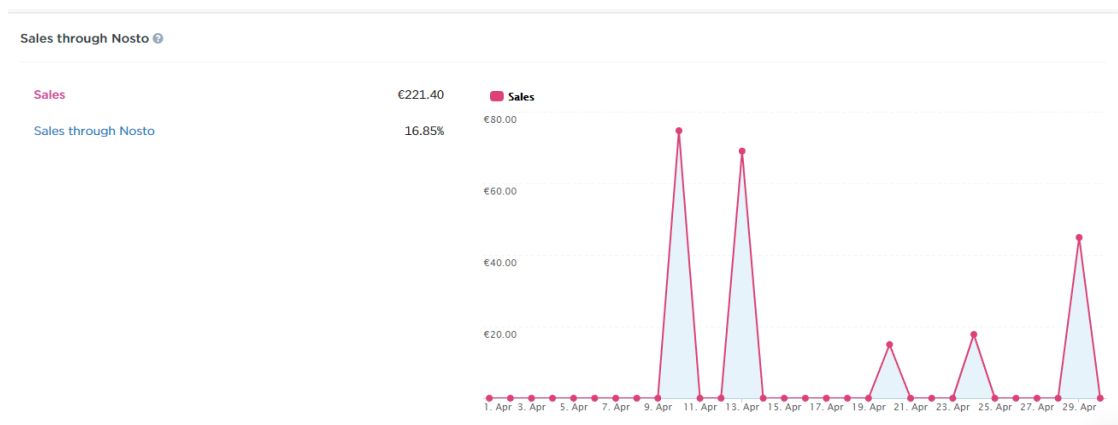 Sales through Nosto ?
Sales €221.40
Sales through Nosto 16.85%
Sales
€80.00
€60.00
€40.00
€20.00
1. Apr 3. Apr 5. Apr 7. Apr 9. Apr 11. Apr 13. Apr 15. Apr 17. Apr 19. Apr 21. Apr 23. Apr 25. Apr 27. Apr 29. Apr